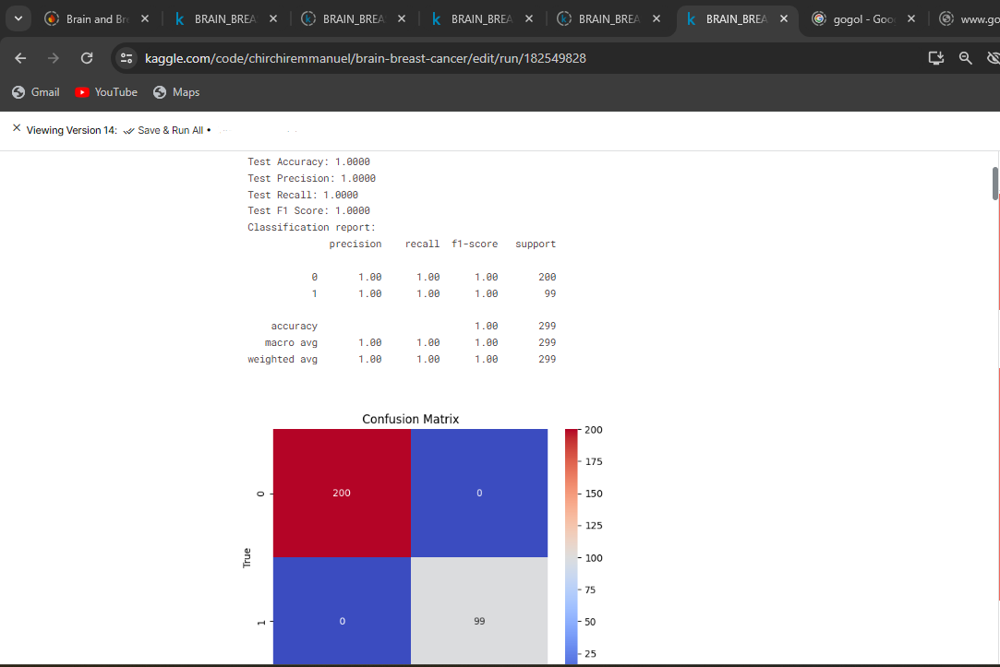 Brain and Bre
BRAIN_BREA
BRAIN_BREA
BRAIN_BREA
BRAIN_BREA
BRAIN_BREA
gogol - Goo
www.go
kaggle.com/code/chirchiremmanuel/brain-breast-cancer/edit/run/182549828
Gmail YouTube Maps
Viewing Version 14: Save & Run All •
Test Accuracy: 1.0000
Test Precision: 1.0000
Test Recall: 1.0000
Test F1 Score: 1.0000
Classification report:
precision recall f1-score support
0 1.00 1.00 1.00 200
1 1.00 1.00 1.00 99
accuracy 1.00 299
macro avg 1.00 1.00 1.00 299
weighted avg 1.00 1.00 1.00 299
Confusion Matrix
200
175
150
125
100
75
50
25
True
0
1
200 0
0 99